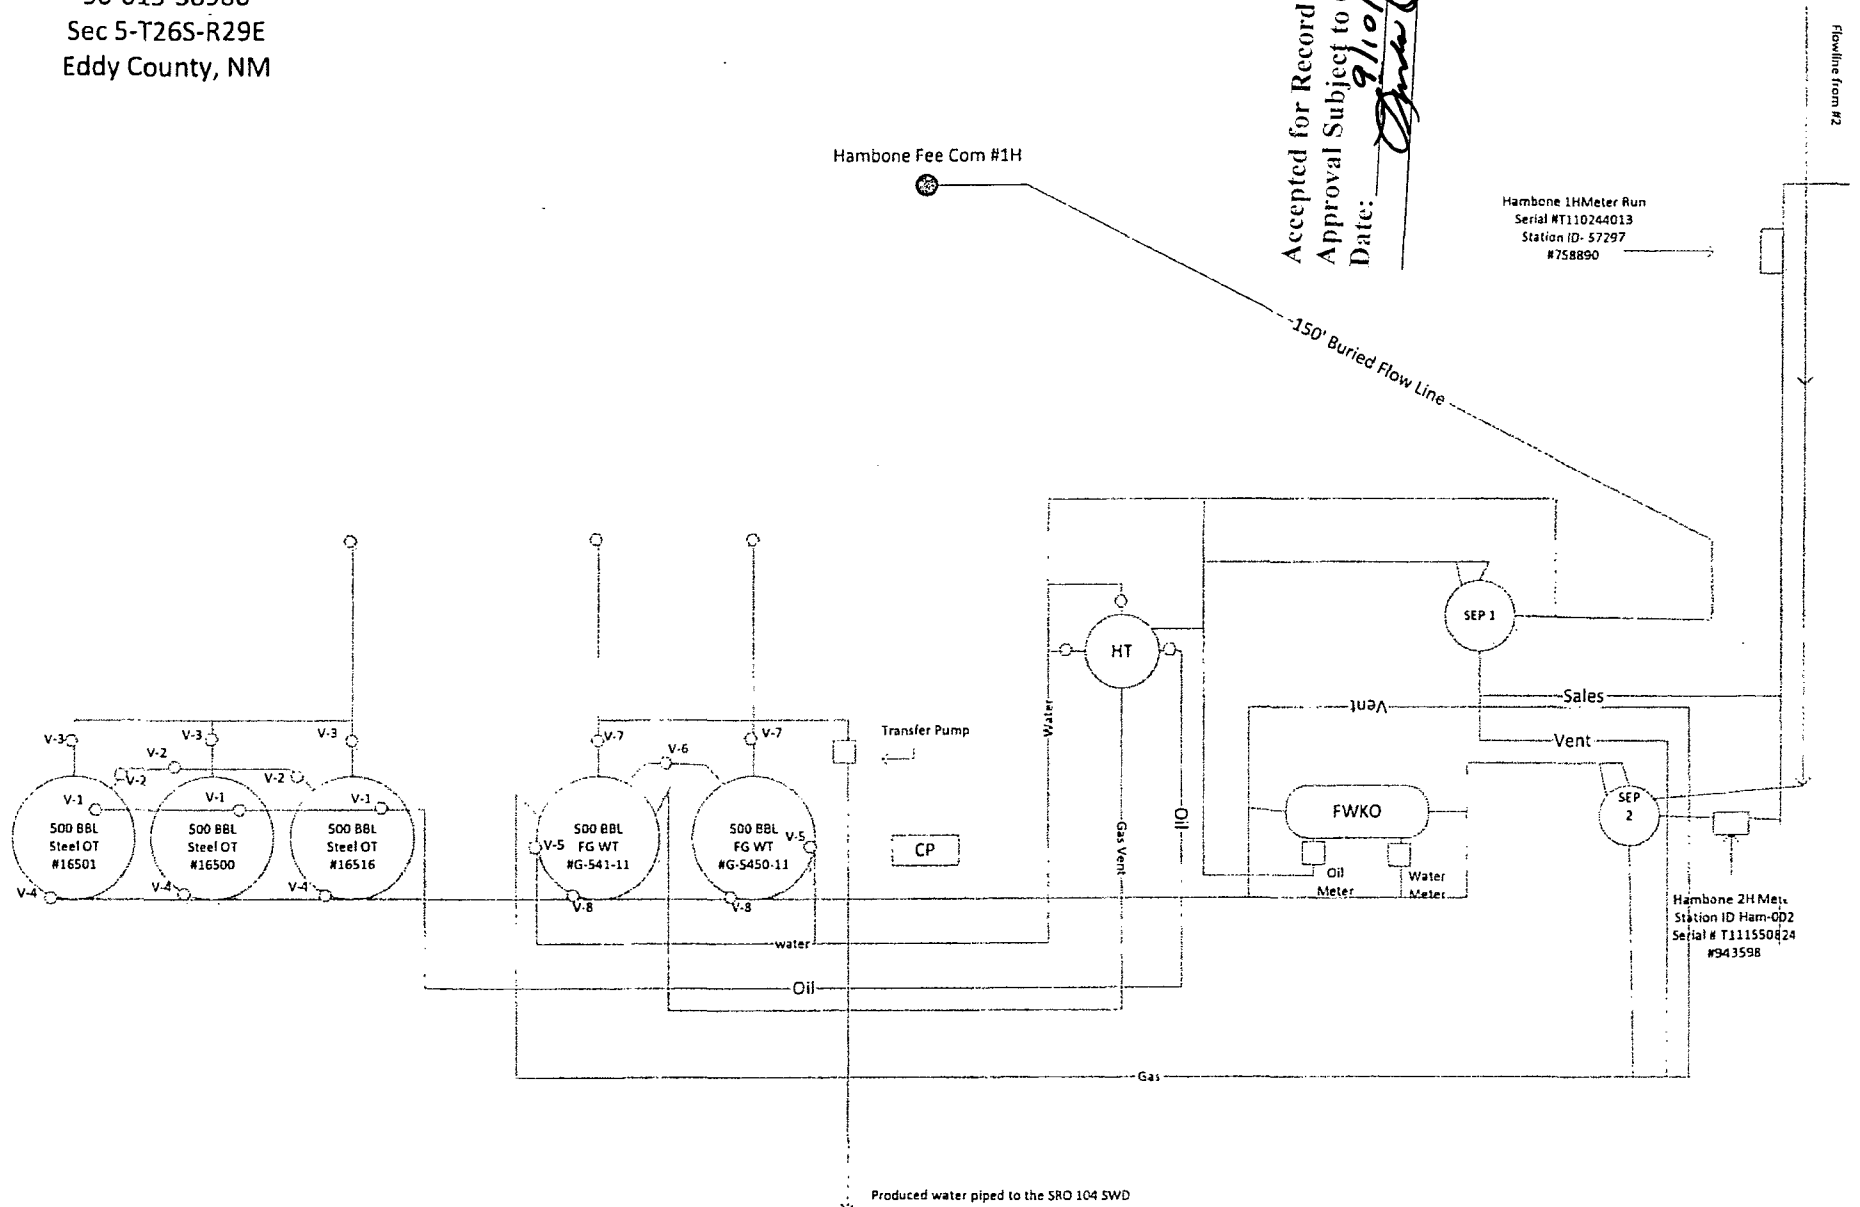 Sec 5-T26S-R29E
Eddy County, NM
Accepted for Record
Approval Subject to
Date: 9/10/
Flowline from #2
Hambone Fee Com #1H
Hambone 1HMeter Run
Serial #T110244013
Station ID- 57297
#758890
150' Buried Flow Line
SEP 1
HT
Sales
Vent
Vent
Water
Transfer Pump
V-3
V-3
V-3
V-2
V-2
V-2
V-7
V-7
V-6
V-1
V-1
V-1
500 BBL
Steel OT
#16501
500 BBL
Steel OT
#16500
500 BBL
Steel OT
#16516
V-4
V-4
V-4
500 BBL
FG WT
#G-541-11
V-5
500 BBL
FG WT
#G-5450-11
V-5
V-8
V-8
CP
Gas Vent
Oil
FWKO
Oil
Meter
Water
Meter
SEP
2
Hambone 2H
Station ID Ham-002
Serial # T111550824
#943598
water
Oil
Gas
Produced water piped to the SRO 104 SWD